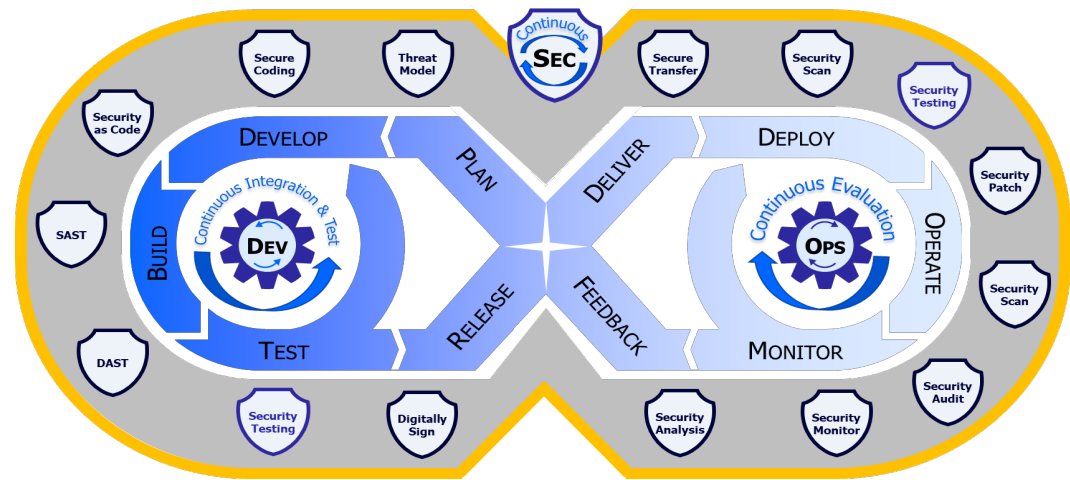 Continuous
SEC
Secure
Coding
Threat
Model
Secure
Transfer
Security
Scan
Security
Testing
Security
as Code
DEVELOP
PLAN
DELIVER
DEPLOY
Security
Patch
SAST
BUILD
Continuous Integration & Test
DEV
Continuous Evaluation
OPS
OPERATE
Security
Scan
DAST
TEST
RELEASE
FEEDBACK
MONITOR
Security
Audit
Security
Testing
Digitally
Sign
Security
Analysis
Security
Monitor